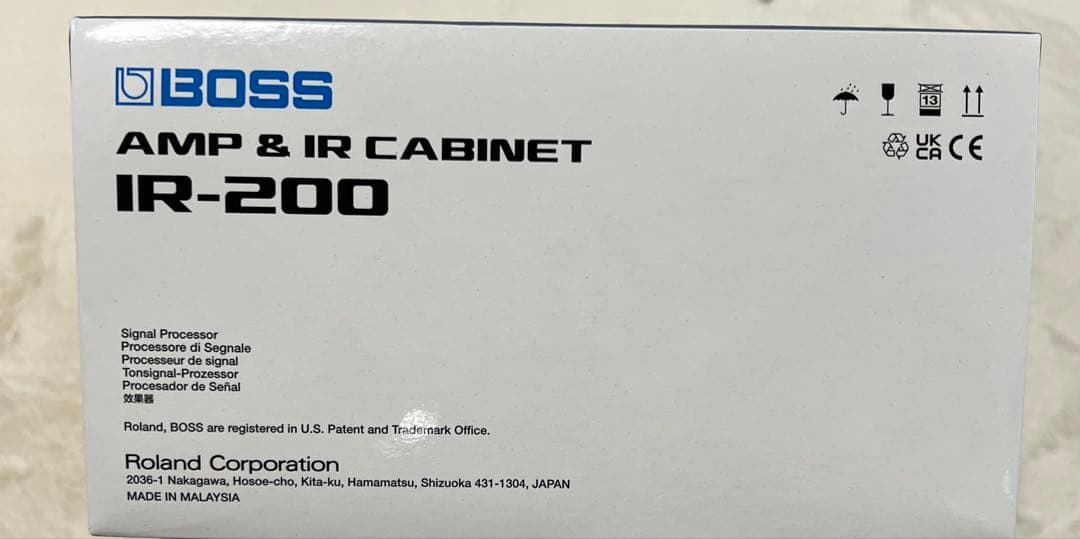 BOSS
AMP & IR CABINET
IR-200
13
UK
CA CE
Signal Processor
Processore di Segnale
Processeur de signal
Tonsignal-Prozessor
Procesador de Señal
效果器
Roland, BOSS are registered in U.S. Patent and Trademark Office.
Roland Corporation
2036-1 Nakagawa, Hosoe-cho, Kita-ku, Hamamatsu, Shizuoka 431-1304, JAPAN
MADE IN MALAYSIA